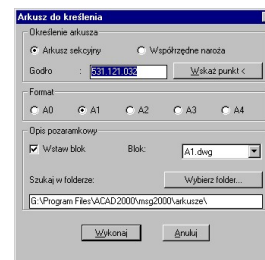 Arkusz do kreślenia
Określenie arkusza
Arkusz sekcyjny Współrzędne naroża
Godło : 531.121.032 Wskaż punkt <
Format
A0 A1 A2 A3 A4
Opis pozaramkowy
Wstaw blok Blok: A1.dwg
Szukaj w folderze: Wybierz folder...
G:\Program Files\ACAD2000\msg2000\arkusze\
Wykonaj Anuluj